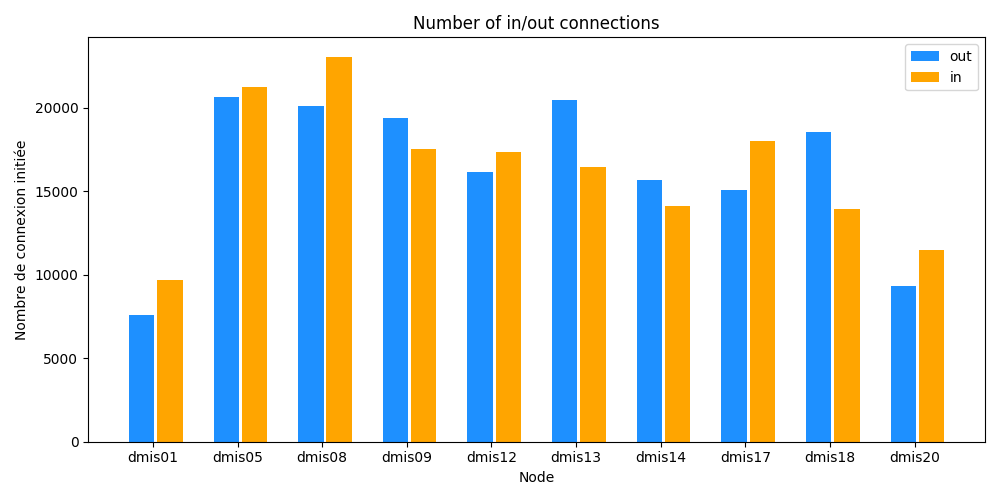 Number of in/out connections
out
in
Nombre de connexion initiée
20000
15000
10000
5000
0
dmis01 dmis05 dmis08 dmis09 dmis12 dmis13 dmis14 dmis17 dmis18 dmis20
Node